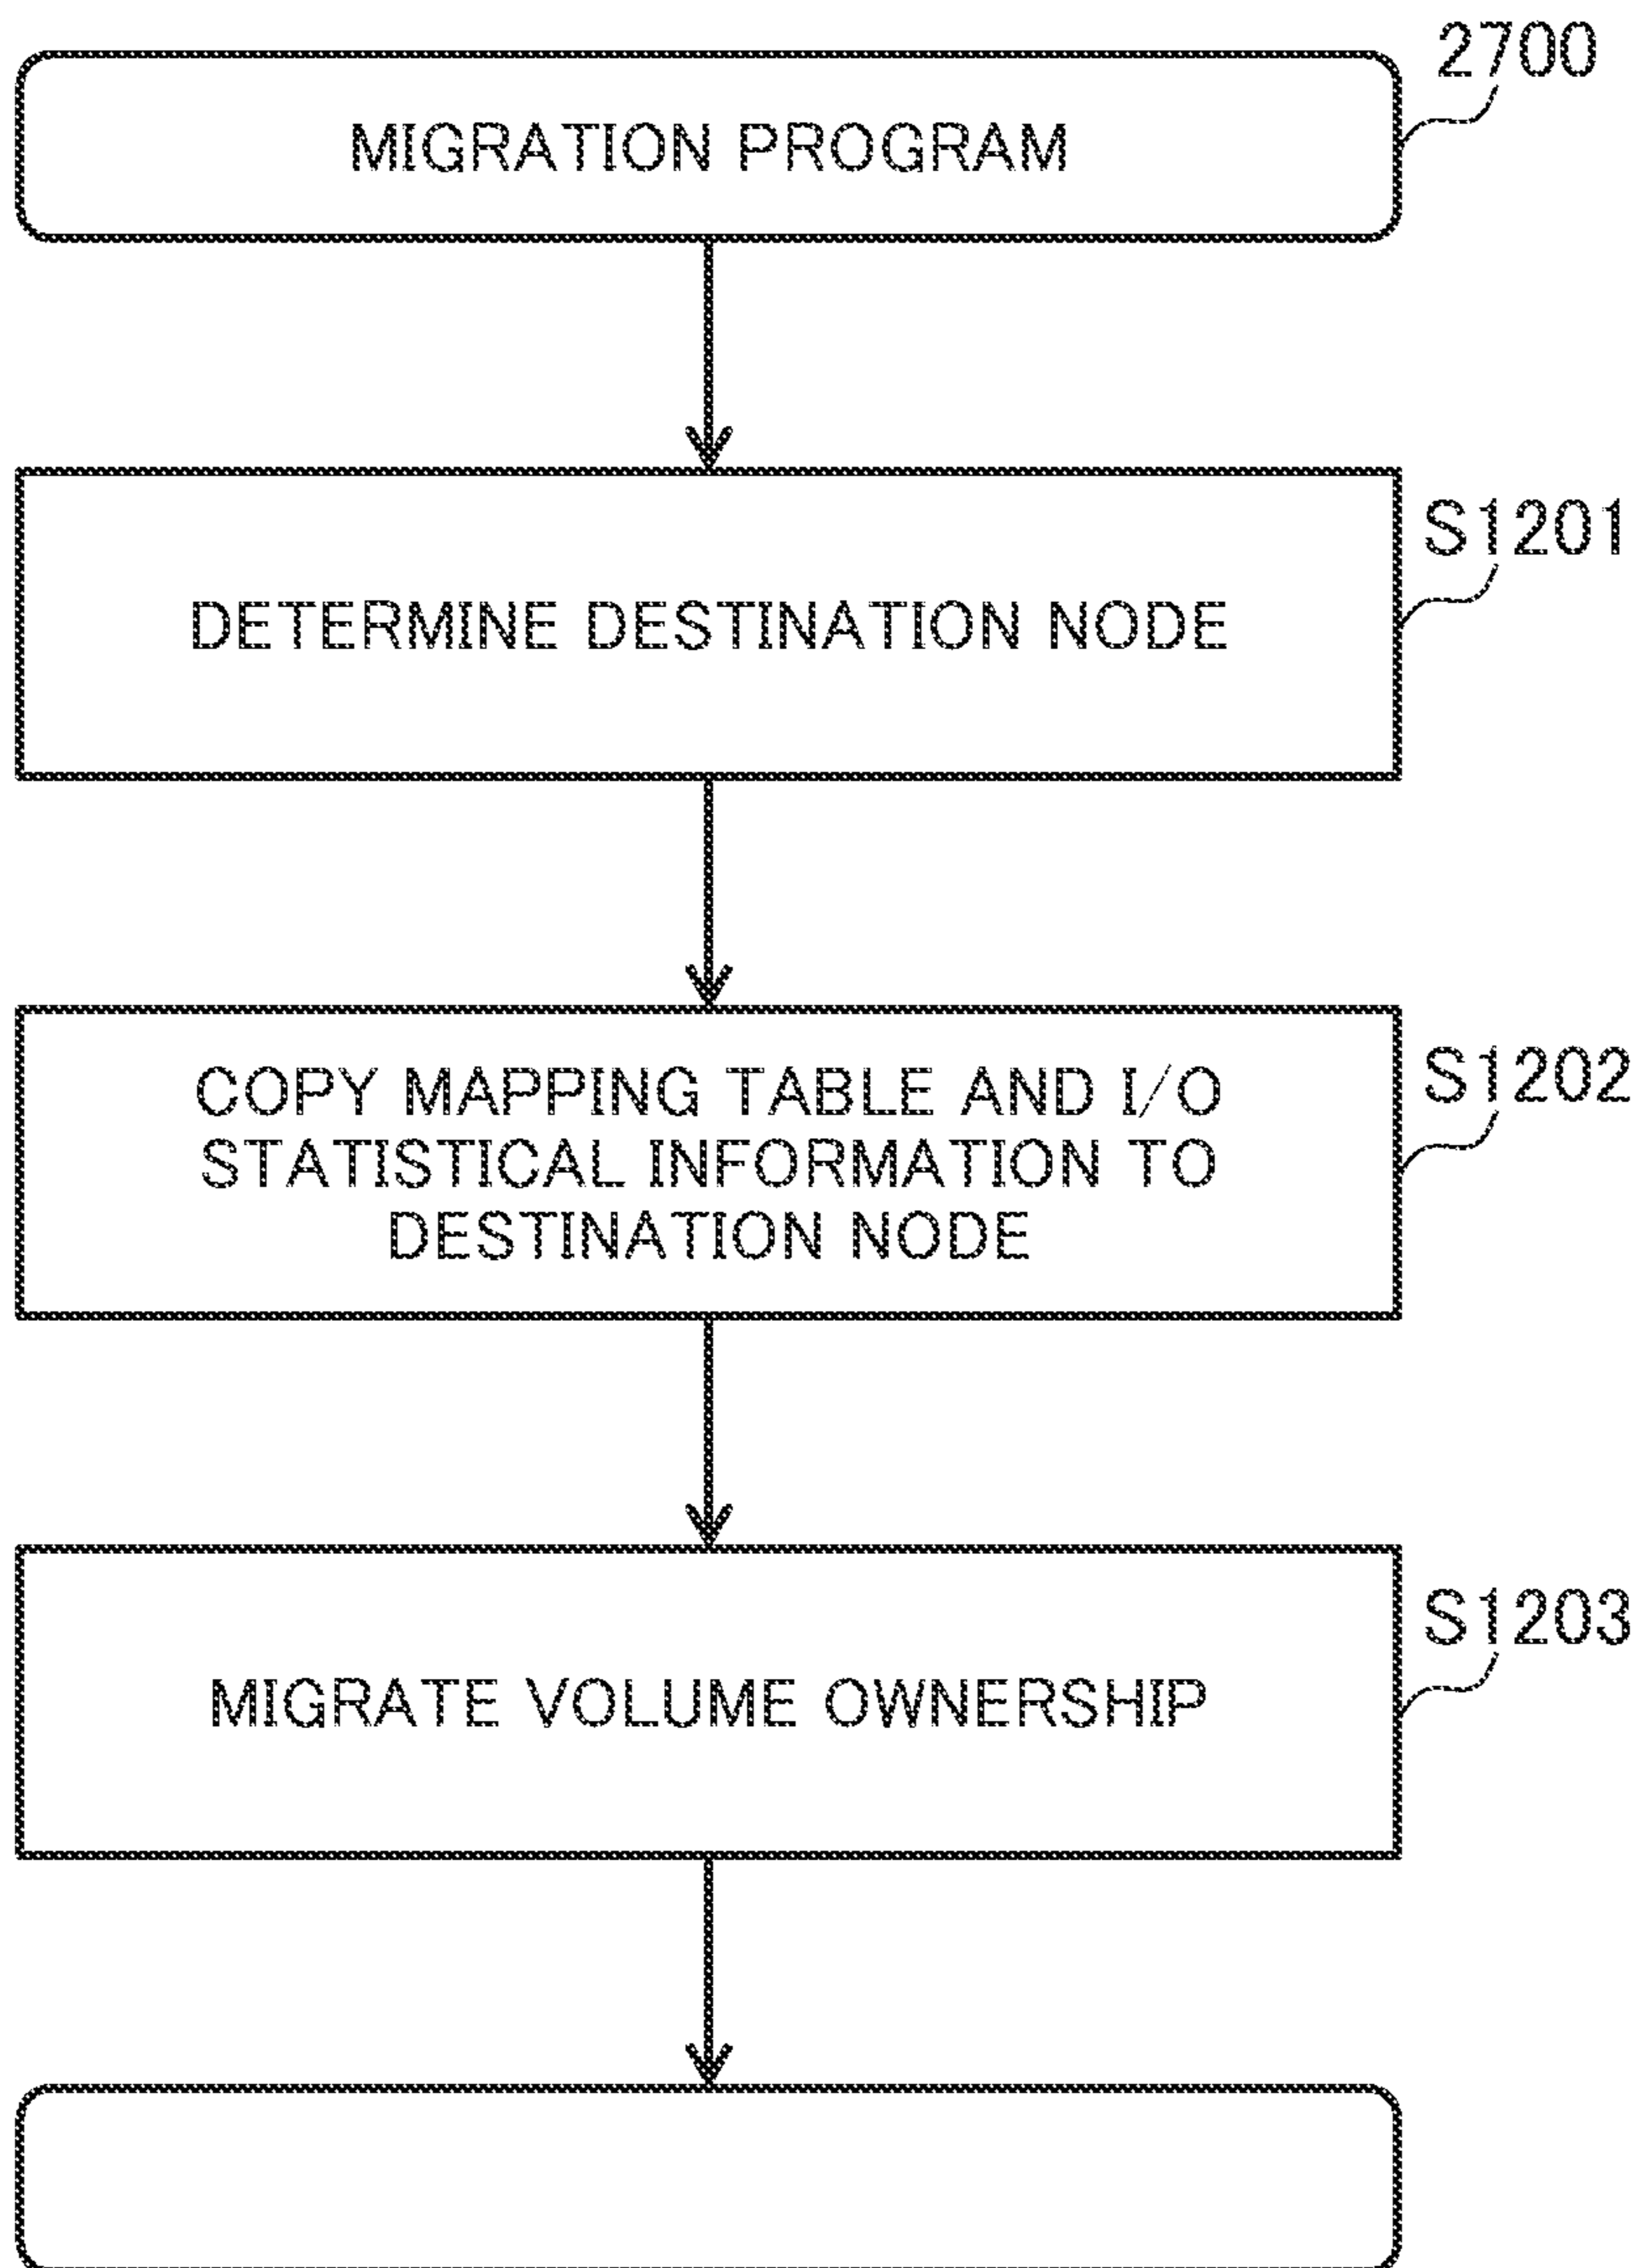 2700
MIGRATION PROGRAM
S1201
DETERMINE DESTINATION NODE
S1202
COPY MAPPING TABLE AND I/O
STATISTICAL INFORMATION TO
DESTINATION NODE
S1203
MIGRATE VOLUME OWNERSHIP